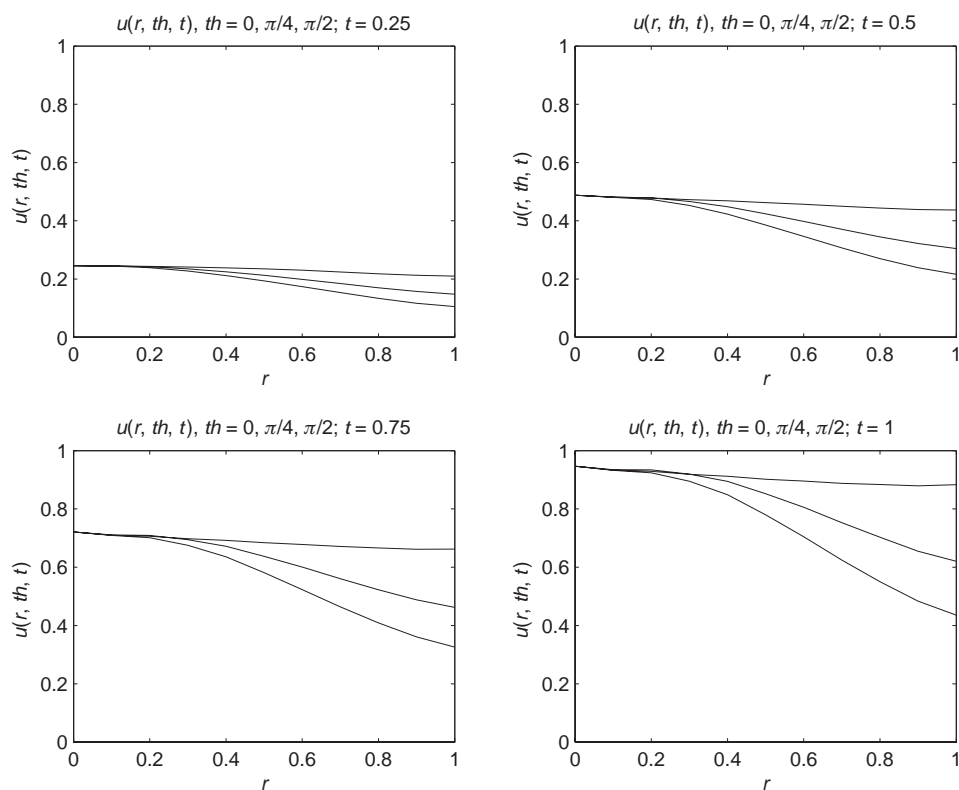 u(r, th, t), th = 0, π/4, π/2; t = 0.25
1
0.8
0.6
0.4
0.2
0
u(r, th, t)
0 0.2 0.4 0.6 0.8 1
r
u(r, th, t), th = 0, π/4, π/2; t = 0.5
1
0.8
0.6
0.4
0.2
0
u(r, th, t)
0 0.2 0.4 0.6 0.8 1
r
u(r, th, t), th = 0, π/4, π/2; t = 0.75
1
0.8
0.6
0.4
0.2
0
u(r, th, t)
0 0.2 0.4 0.6 0.8 1
r
u(r, th, t), th = 0, π/4, π/2; t = 1
1
0.8
0.6
0.4
0.2
0
u(r, th, t)
0 0.2 0.4 0.6 0.8 1
r